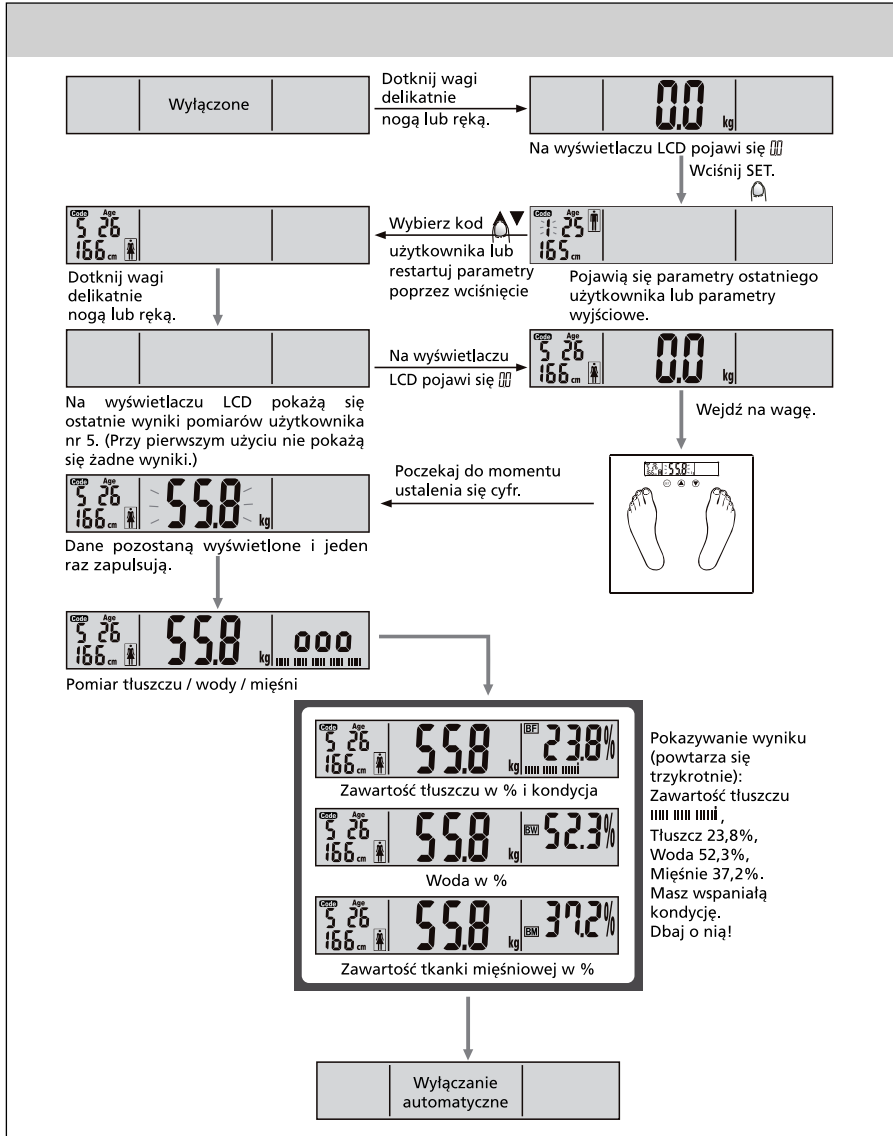 Wyłączone
Dotknij wagi
delikatnie
nogą lub ręką.
0.0 kg
Na wyświetlaczu LCD pojawi się 0.0
Wciśnij SET.
Code Age
1 25
165 cm
Pojawią się parametry ostatniego
użytkownika lub parametry
wyjściowe.
Wybierz kod
użytkownika lub
restartuj parametry
poprzez wciśnięcie
Code Age
5 26
166 cm
Dotknij wagi
delikatnie
nogą lub ręką.
Na wyświetlaczu LCD pokażą się
ostatnie wyniki pomiarów użytkownika
nr 5. (Przy pierwszym użyciu nie pokażą
się żadne wyniki.)
Na wyświetlaczu
LCD pojawi się 0.0
Code Age
5 26
166 cm
0.0 kg
Wejdź na wagę.
55.8
Poczekaj do momentu
ustalenia się cyfr.
Code Age
5 26
166 cm
55.8 kg
Dane pozostaną wyświetlone i jeden
raz zapulsują.
Code Age
5 26
166 cm
55.8 kg
ooo
Pomiar tłuszczu / wody / mięśni
Code Age
5 26
166 cm
55.8 kg
BF 23.8%
Zawartość tłuszczu w % i kondycja
Code Age
5 26
166 cm
55.8 kg
BW 52.3%
Woda w %
Code Age
5 26
166 cm
55.8 kg
BM 37.2%
Zawartość tkanki mięśniowej w %
Pokazywanie wyniku
(powtarza się
trzykrotnie):
Zawartość tłuszczu
,
Tłuszcz 23,8%,
Woda 52,3%,
Mięśnie 37,2%.
Masz wspaniałą
kondycję.
Dbaj o nią!
Wyłączanie
automatyczne